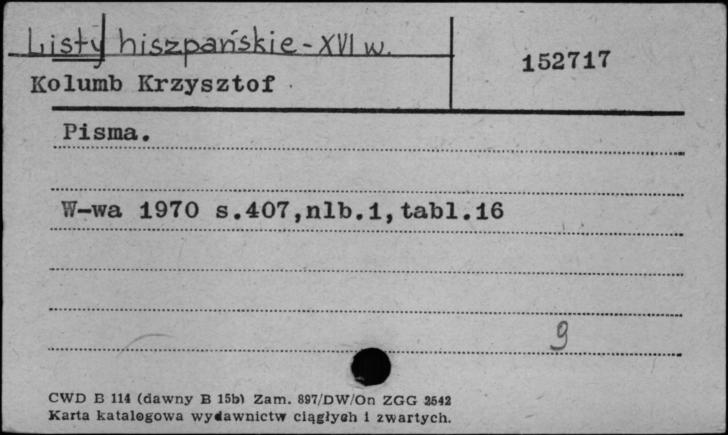 Listy hiszpańskie - XVI w.
152717
Kolumb Krzysztof
Pisma.
W-wa 1970 s.407,nlb.1,tabl.16
9
CWD B 114 (dawny B 15b) Zam. 897/DW/On ZGG 2542
Karta katalogowa wydawnictw ciągłych i zwartych.